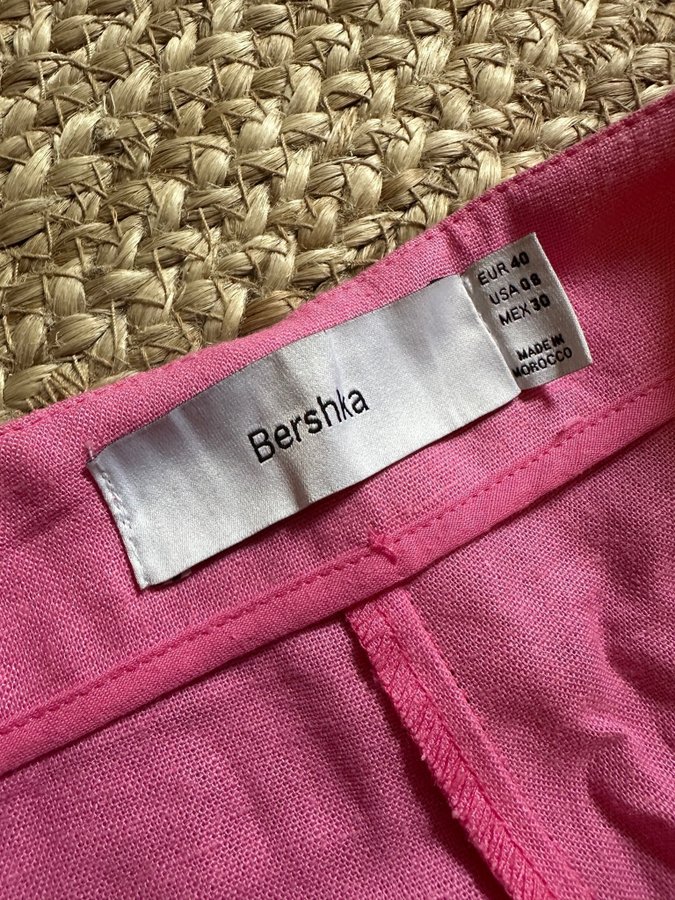 Bershka
EUR 40
USA 08
MEX 30
MADE IN
MOROCCO